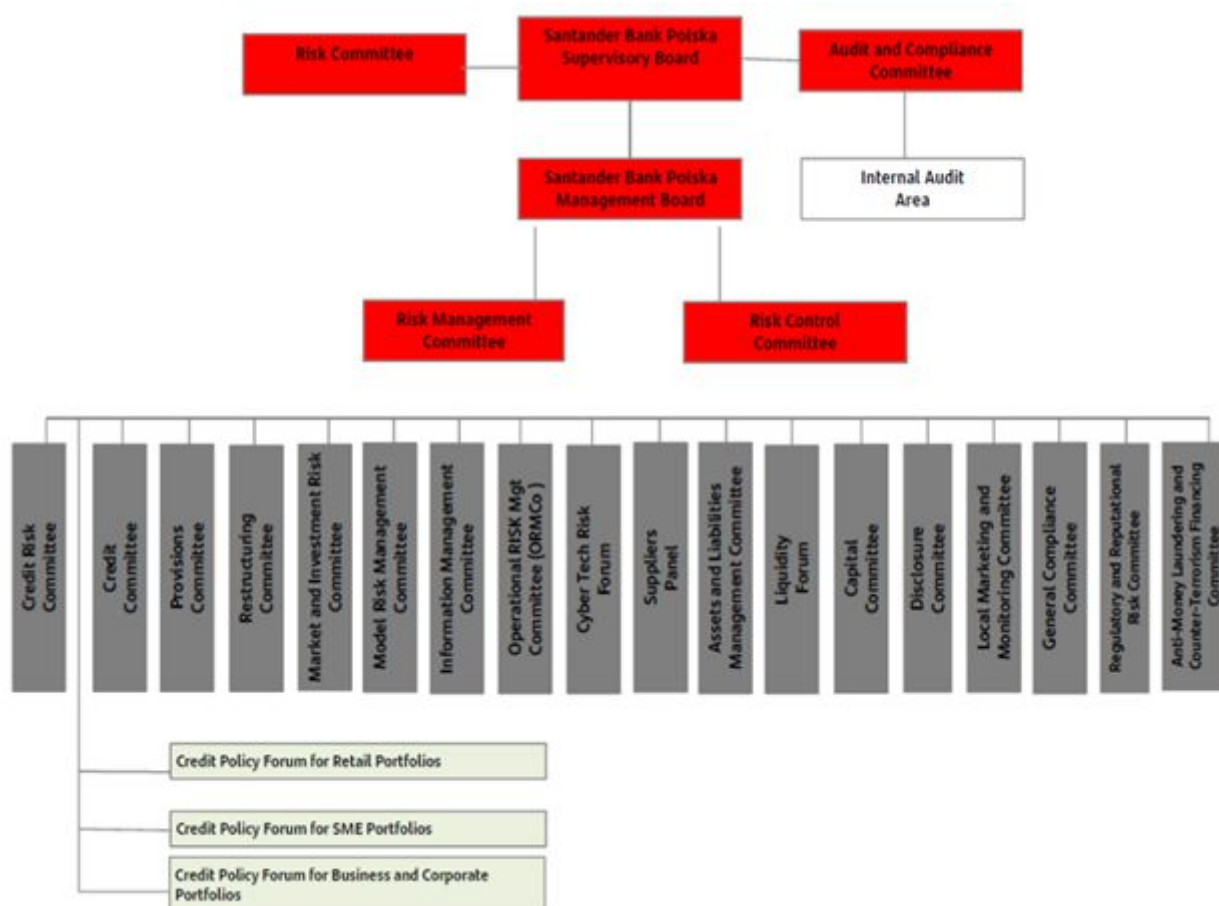 Risk Committee
Santander Bank Polska
Supervisory Board
Audit and Compliance
Committee
Santander Bank Polska
Management Board
Internal Audit
Area
Risk Management
Committee
Risk Control
Committee
Credit Risk
Committee
Credit
Committee
Provisions
Committee
Restructuring
Committee
Market and Investment Risk
Committee
Model Risk Management
Committee
Information Management
Committee
Operational RISK Mgt
Committee (ORMCo )
Cyber Tech Risk
Forum
Suppliers
Panel
Assets and Liabilities
Management Committee
Liquidity
Forum
Capital
Committee
Disclosure
Committee
Local Marketing and
Monitoring Committee
General Compliance
Committee
Regulatory and Reputational
Risk Committee
Anti-Money Laundering and
Counter-Terrorism Financing
Committee
Credit Policy Forum for Retail Portfolios
Credit Policy Forum for SME Portfolios
Credit Policy Forum for Business and Corporate
Portfolios